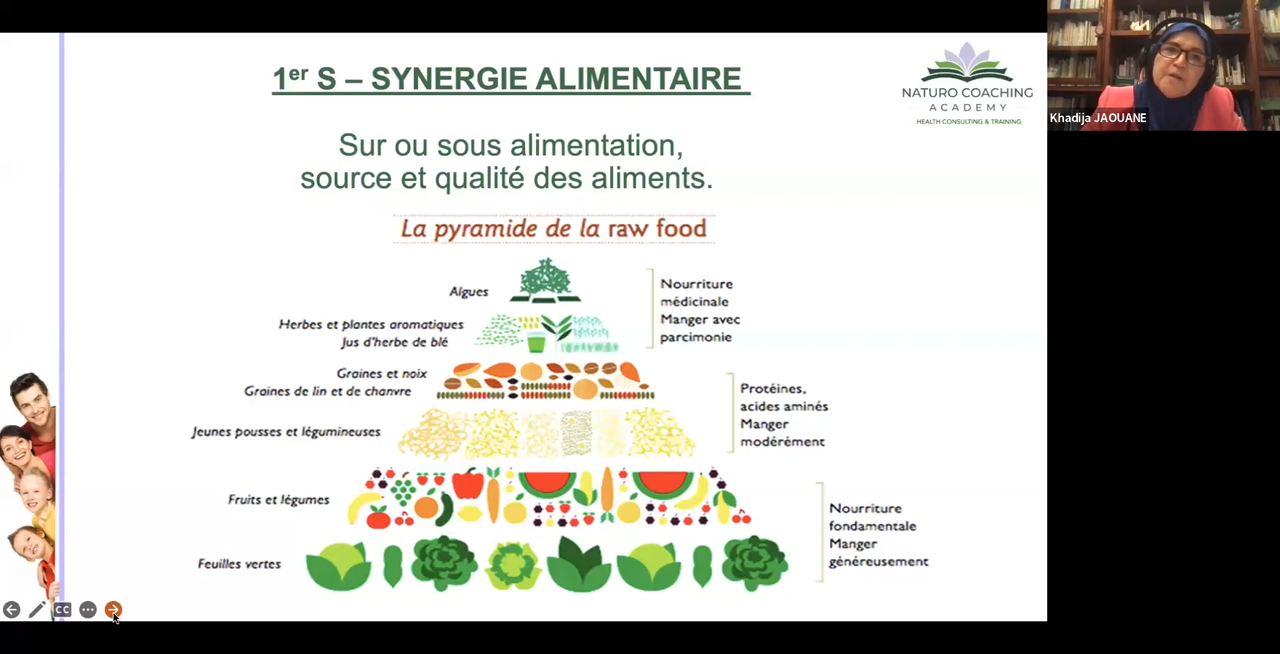 1er S – SYNERGIE ALIMENTAIRE
NATURO COACHING
ACADEMY
HEALTH CONSULTING & TRAINING
Khadija JAOUANE
Sur ou sous alimentation,
source et qualité des aliments.
La pyramide de la raw food
Algues
Nourriture
médicinale
Manger avec
parcimonie
Herbes et plantes aromatiques
Jus d'herbe de blé
Graines et noix
Graines de lin et de chanvre
Protéines,
acides aminés
Manger
modérément
Jeunes pousses et légumineuses
Fruits et légumes
Nourriture
fondamentale
Manger
généreusement
Feuilles vertes
CC